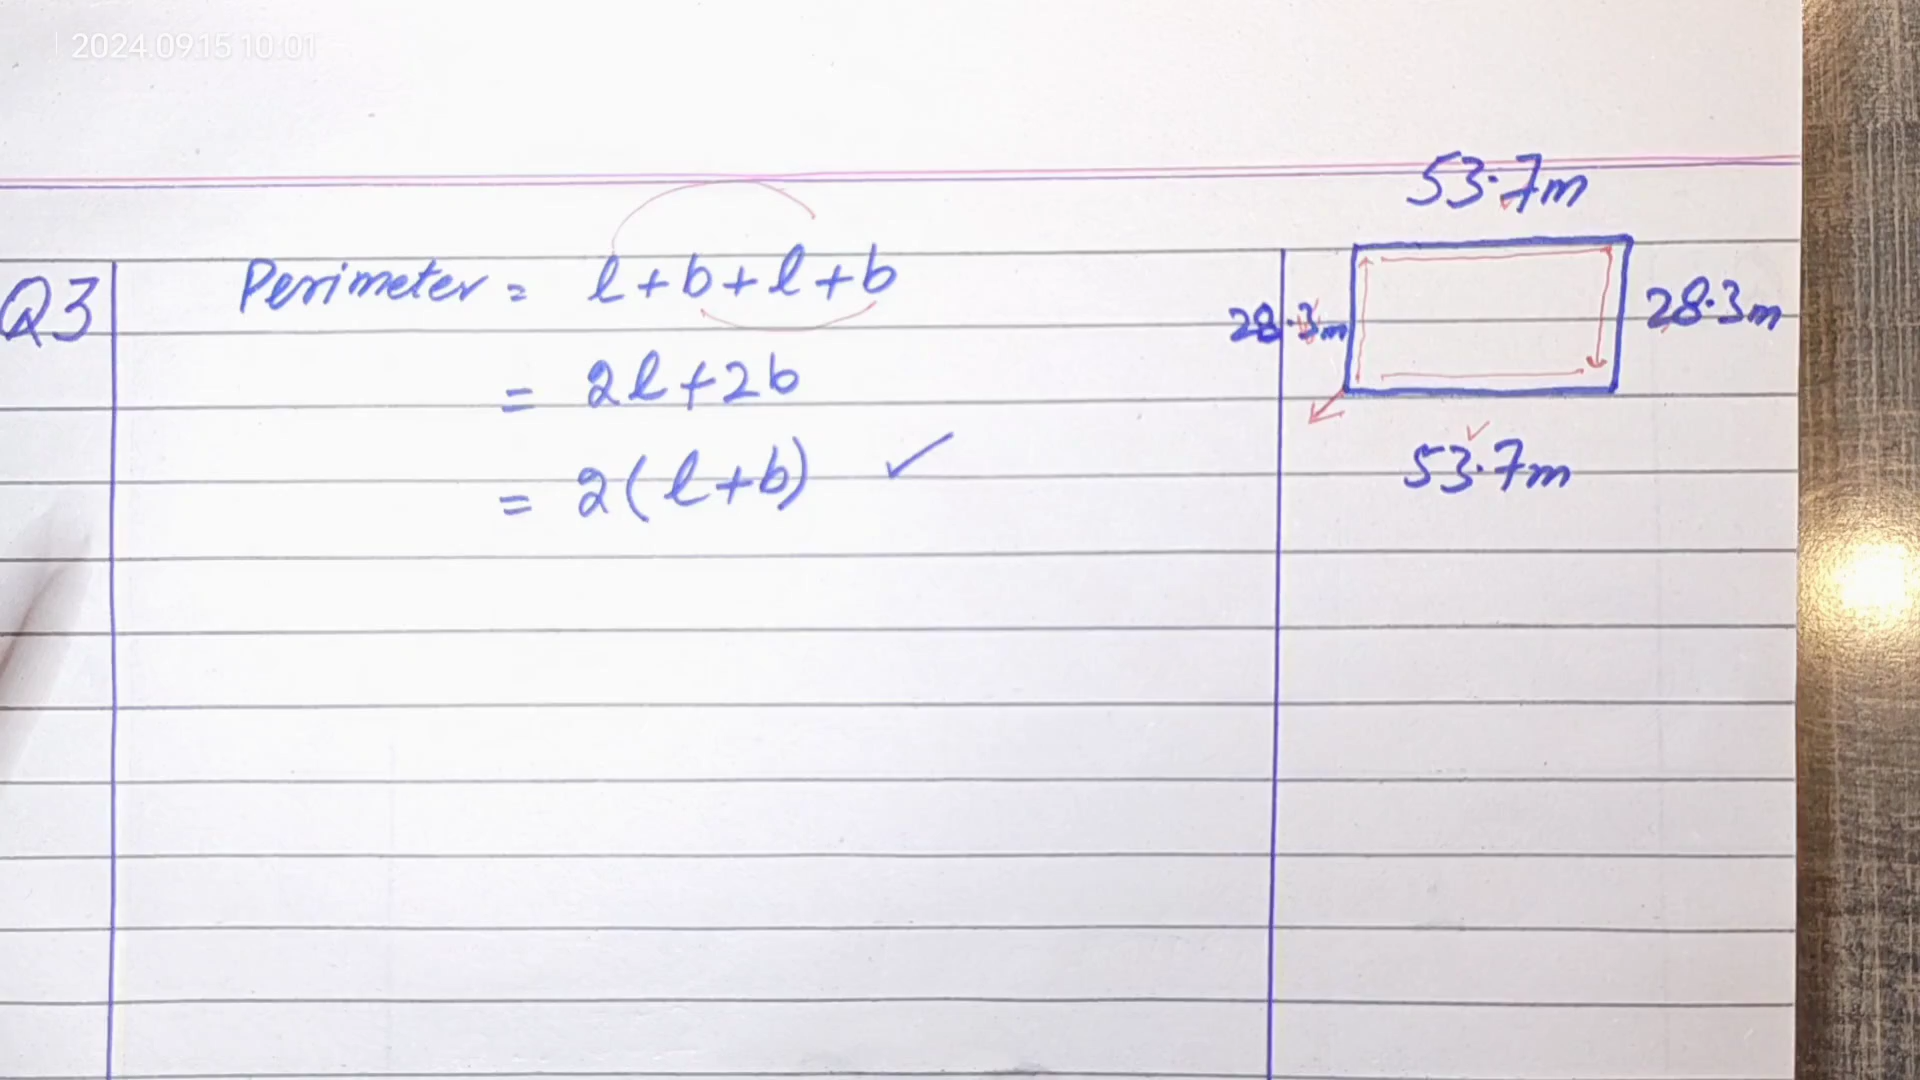 2024.09.15 10:01
53.7m
Q3 Perimeter = l+b+l+b
28.3m 28.3m
= 2l+2b
= 2(l+b) ✓
53.7m